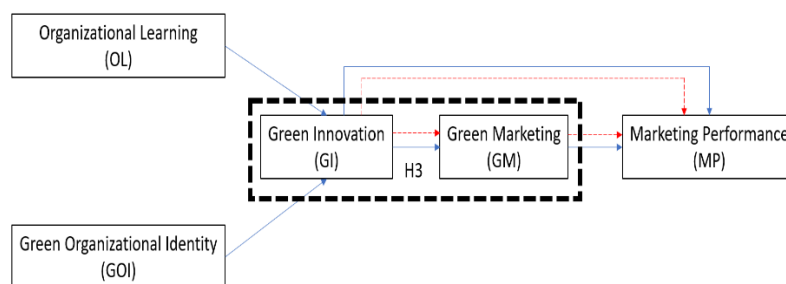 Organizational Learning
(OL)
Green Innovation
(GI)
Green Marketing
(GM)
Marketing Performance
(MP)
H3
Green Organizational Identity
(GOI)